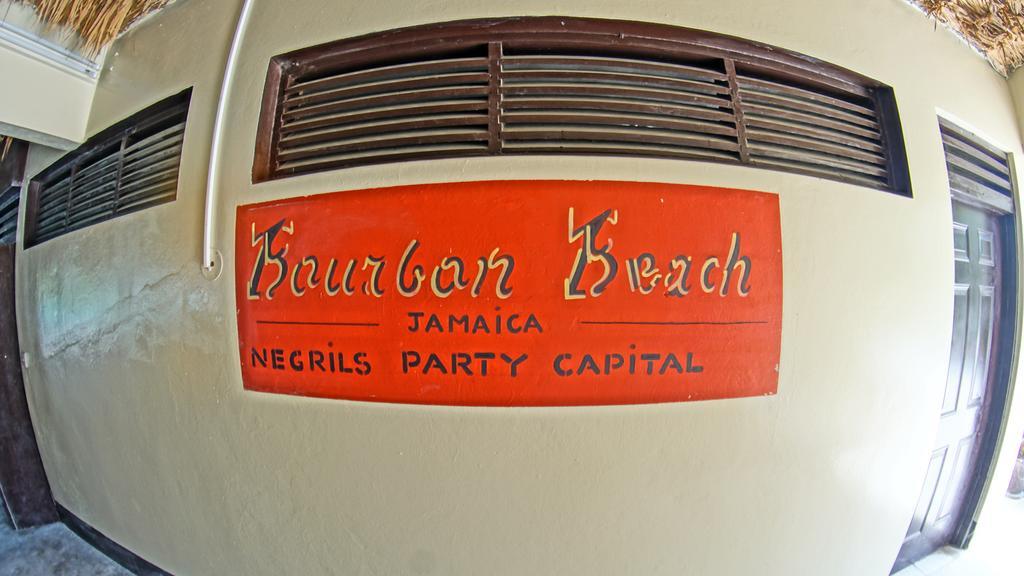 Bourbon Beach
JAMAiCA
NEGRiLS PARTY CAPiTAL